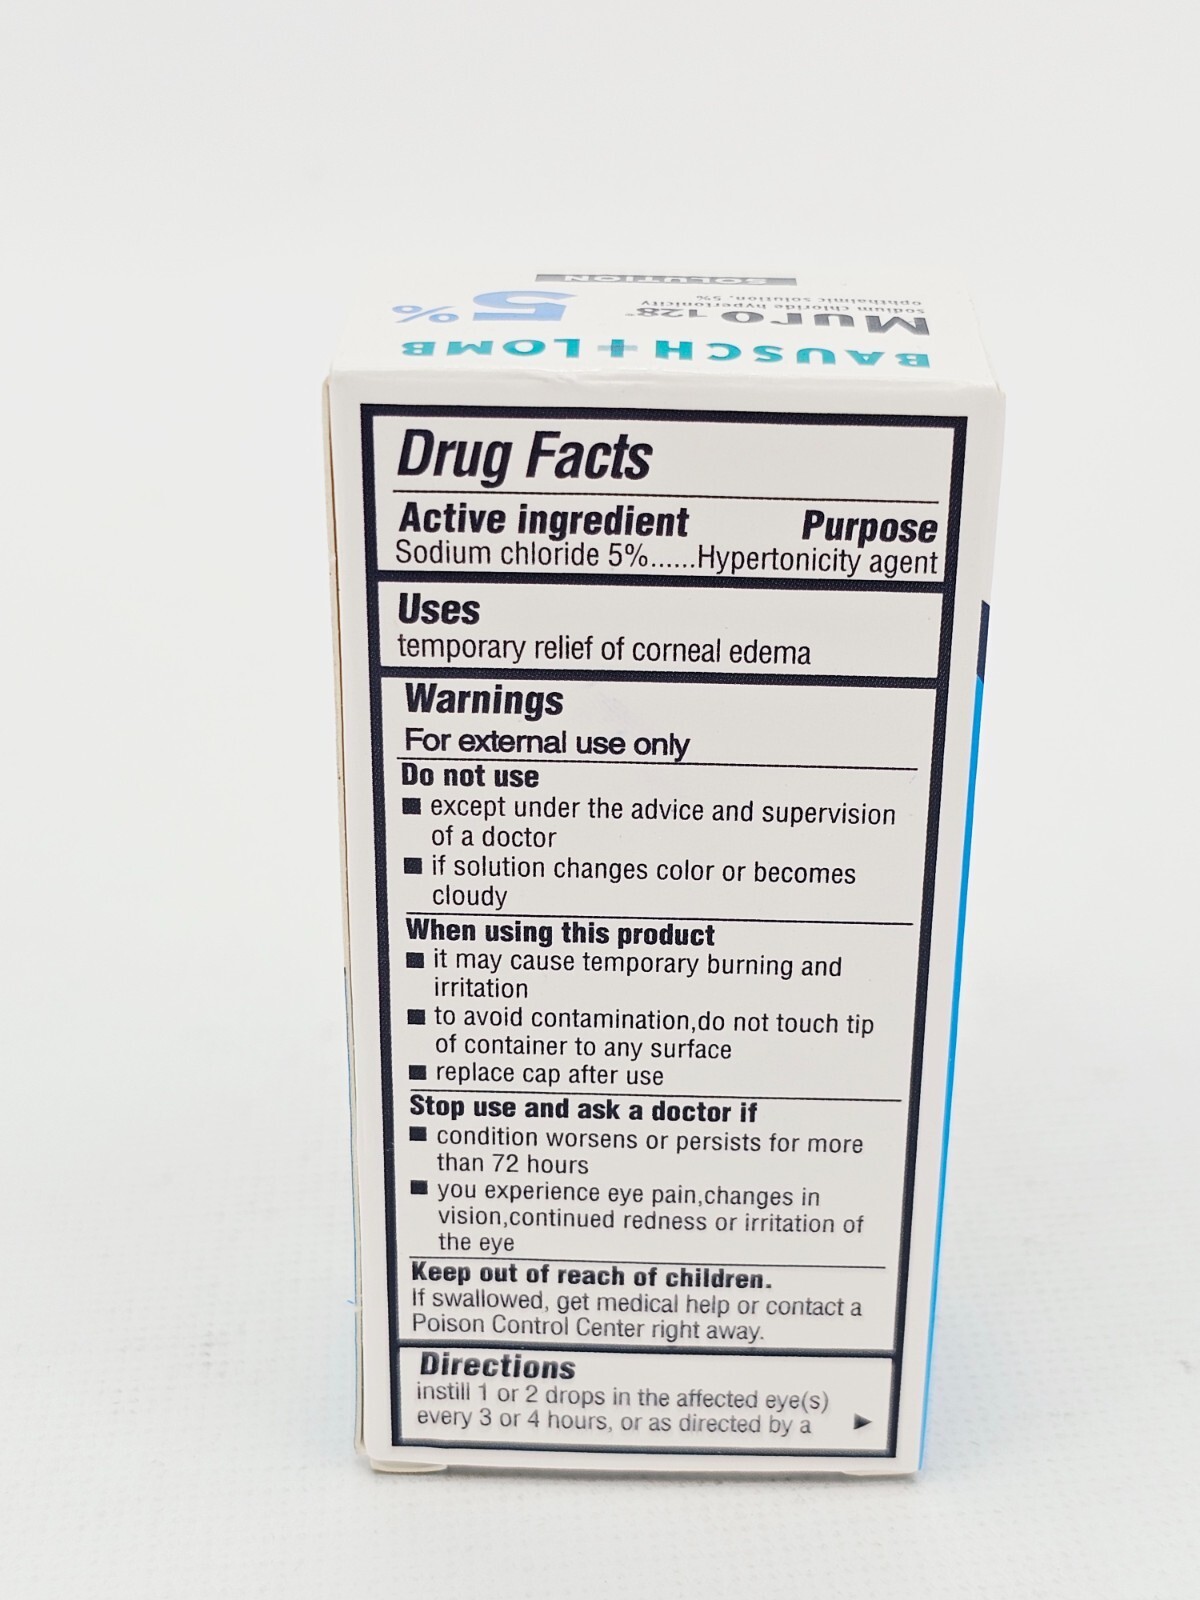 BAUSCH + LOMB
Muro 128® 5%
sodium chloride hypertonicity
ophthalmic solution, 5%
SOLUTION
Drug Facts
Active ingredient Purpose
Sodium chloride 5%......Hypertonicity agent
Uses
temporary relief of corneal edema
Warnings
For external use only
Do not use
■ except under the advice and supervision
of a doctor
■ if solution changes color or becomes
cloudy
When using this product
■ it may cause temporary burning and
irritation
■ to avoid contamination,do not touch tip
of container to any surface
■ replace cap after use
Stop use and ask a doctor if
■ condition worsens or persists for more
than 72 hours
■ you experience eye pain,changes in
vision,continued redness or irritation of
the eye
Keep out of reach of children.
If swallowed, get medical help or contact a
Poison Control Center right away.
Directions
instill 1 or 2 drops in the affected eye(s)
every 3 or 4 hours, or as directed by a